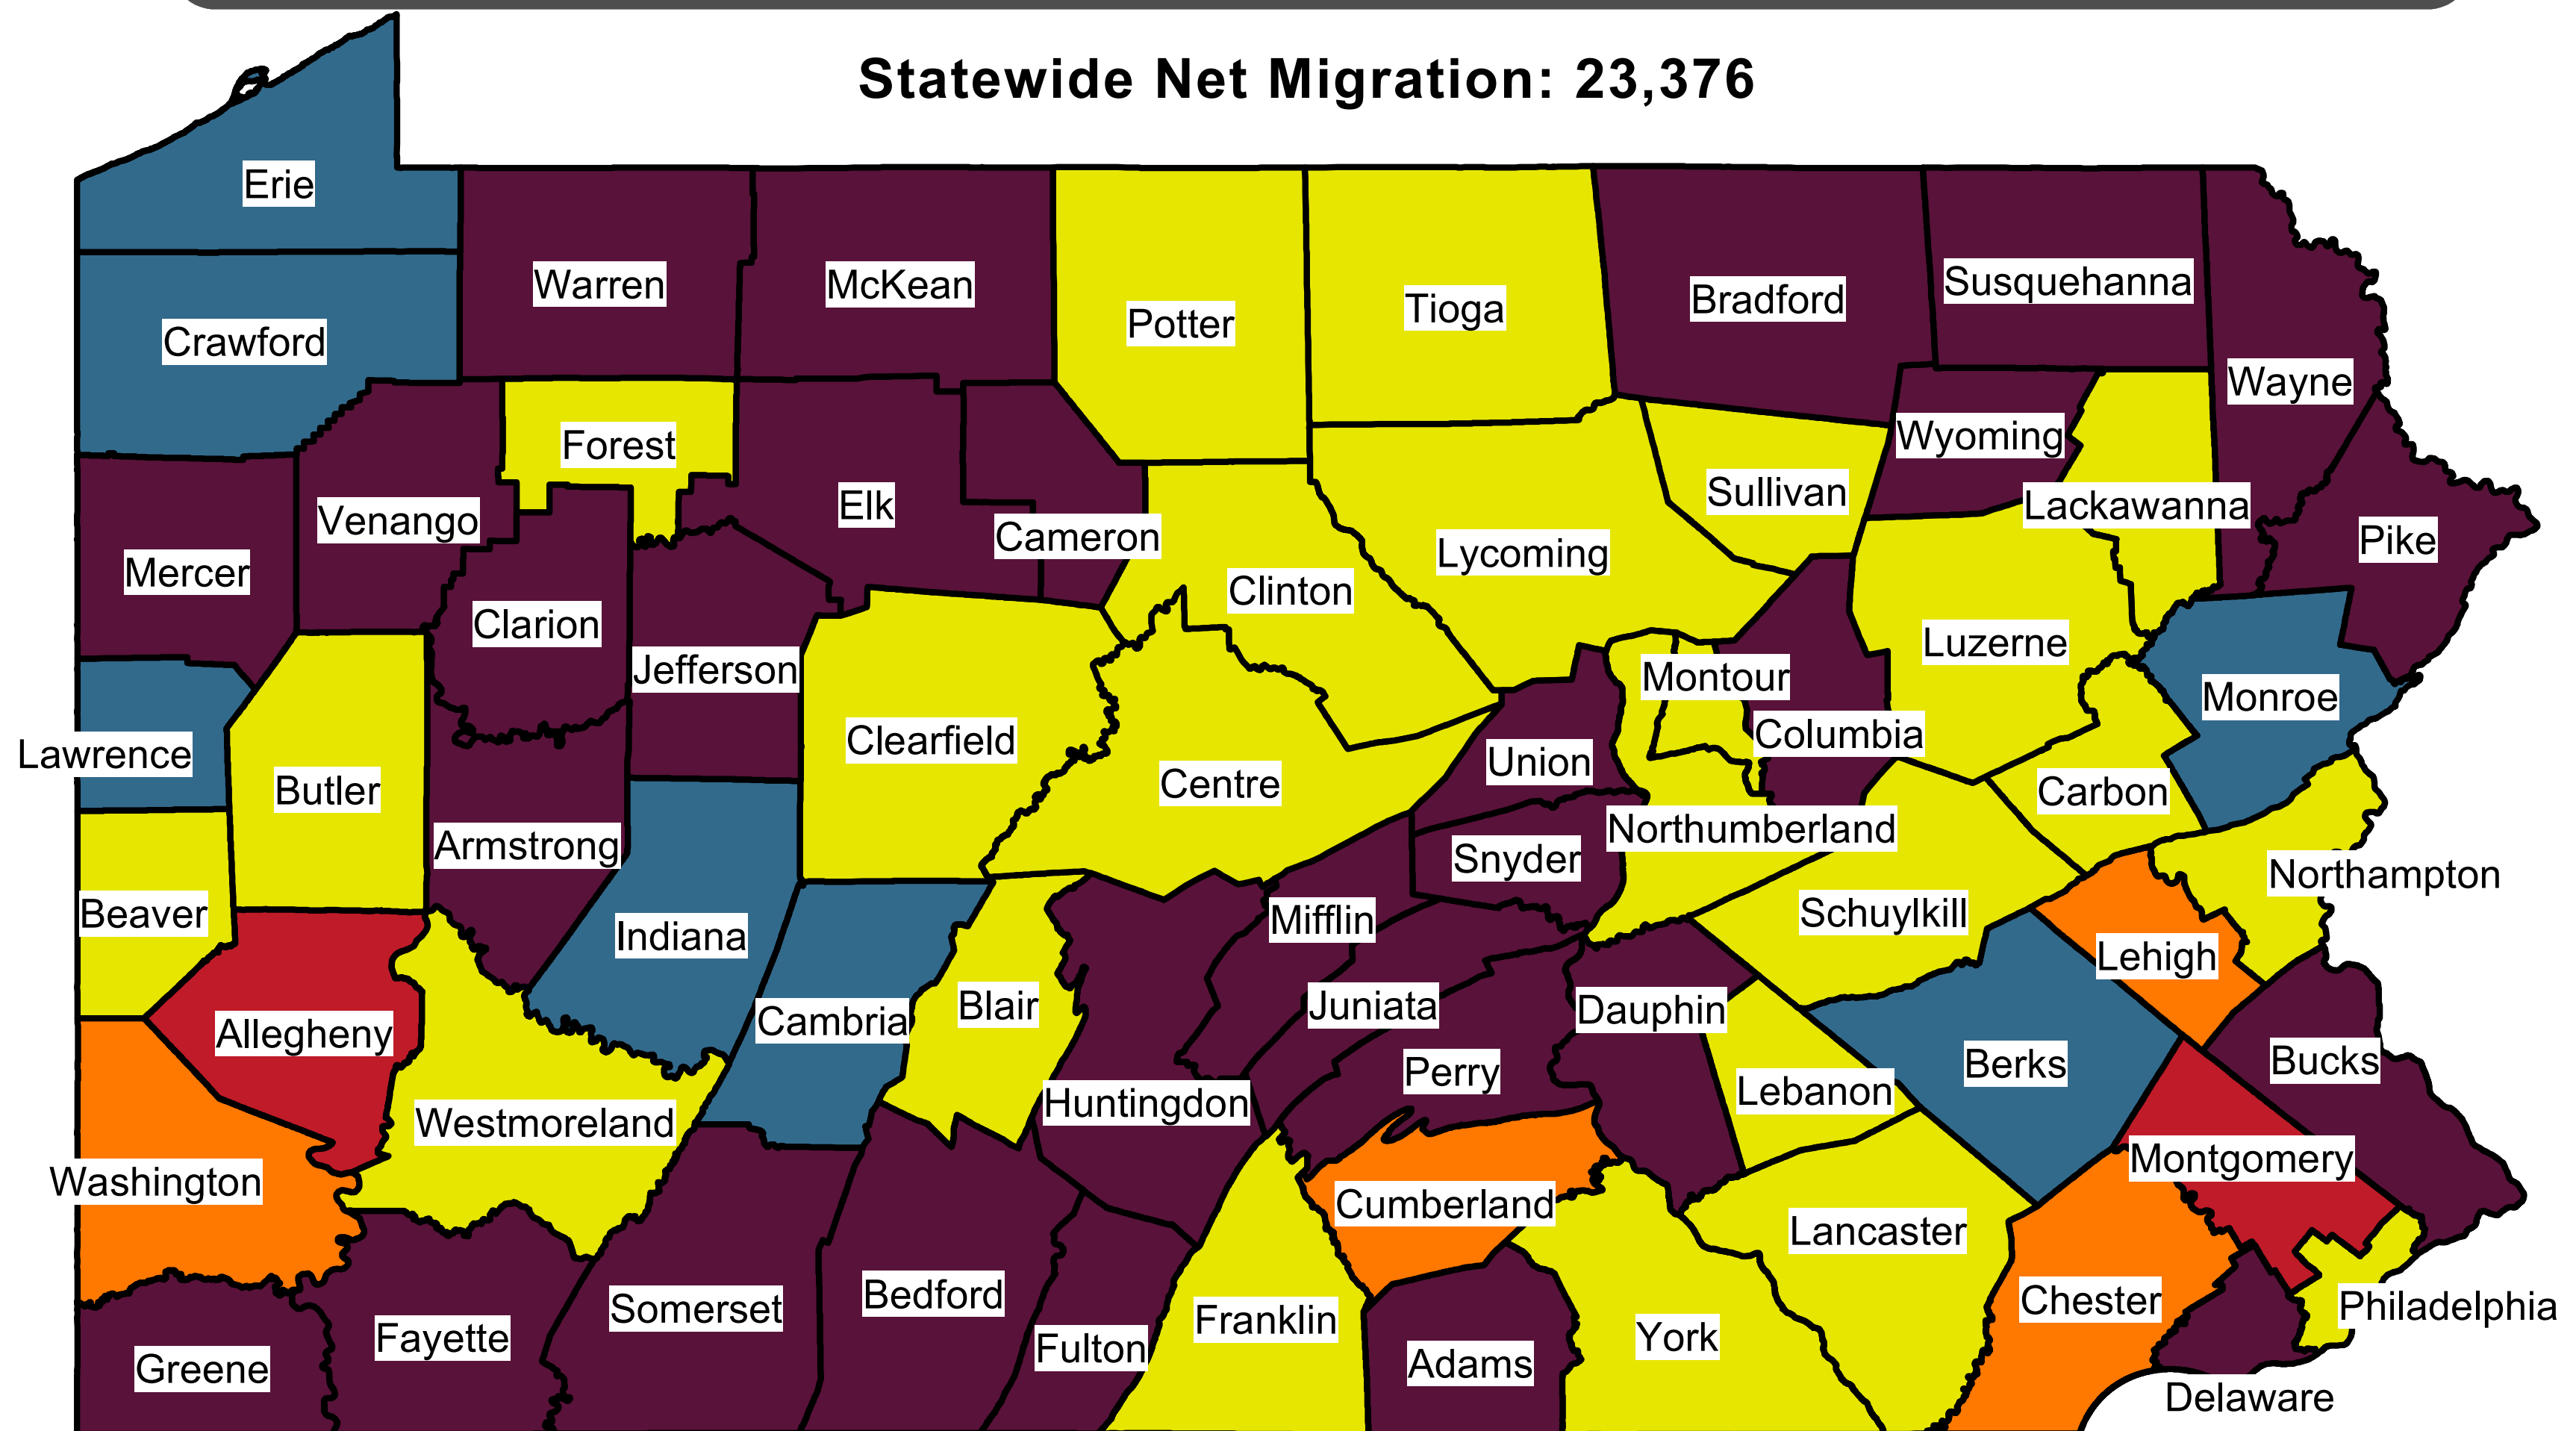 Statewide Net Migration: 23,376
Erie
Warren
McKean
Susquehanna
Bradford
Tioga
Potter
Crawford
Wayne
Forest
Wyoming
Sullivan
Elk
Lackawanna
Venango
Cameron
Pike
Lycoming
Mercer
Clinton
Clarion
Luzerne
Jefferson
Montour
Monroe
Columbia
Clearfield
Lawrence
Union
Centre
Butler
Carbon
Northumberland
Armstrong
Snyder
Northampton
Beaver
Schuylkill
Mifflin
Indiana
Lehigh
Juniata
Blair
Dauphin
Cambria
Allegheny
Bucks
Berks
Perry
Lebanon
Huntingdon
Westmoreland
Montgomery
Washington
Cumberland
Lancaster
Bedford
Chester
Philadelphia
Somerset
Franklin
York
Fayette
Fulton
Adams
Greene
Delaware